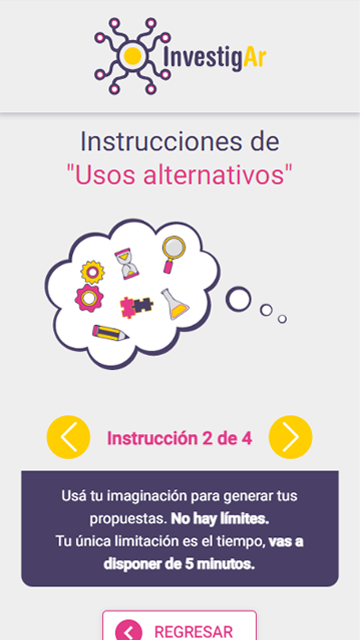 InvestigAr
Instrucciones de
"Usos alternativos"
Instrucción 2 de 4
Usá tu imaginación para generar tus
propuestas. No hay límites.
Tu única limitación es el tiempo, vas a
disponer de 5 minutos.
REGRESAR